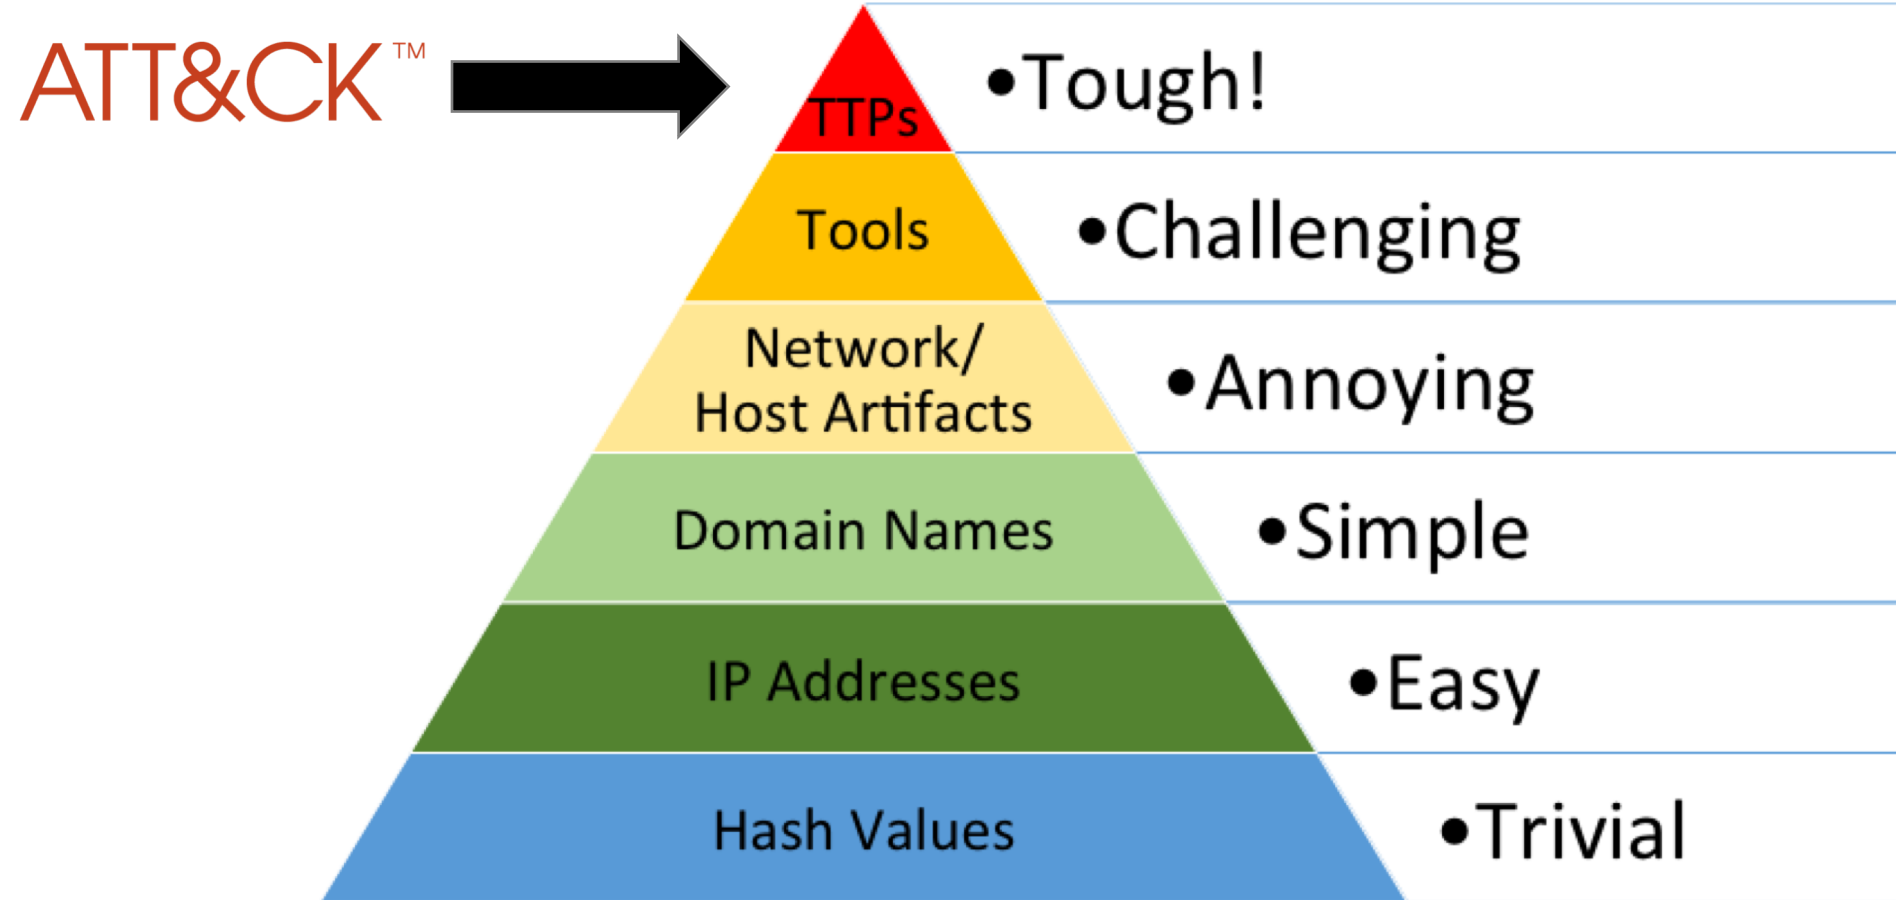 ATT&CK™
TTPs
•Tough!
Tools
•Challenging
Network/
Host Artifacts
•Annoying
Domain Names
•Simple
IP Addresses
•Easy
Hash Values
•Trivial